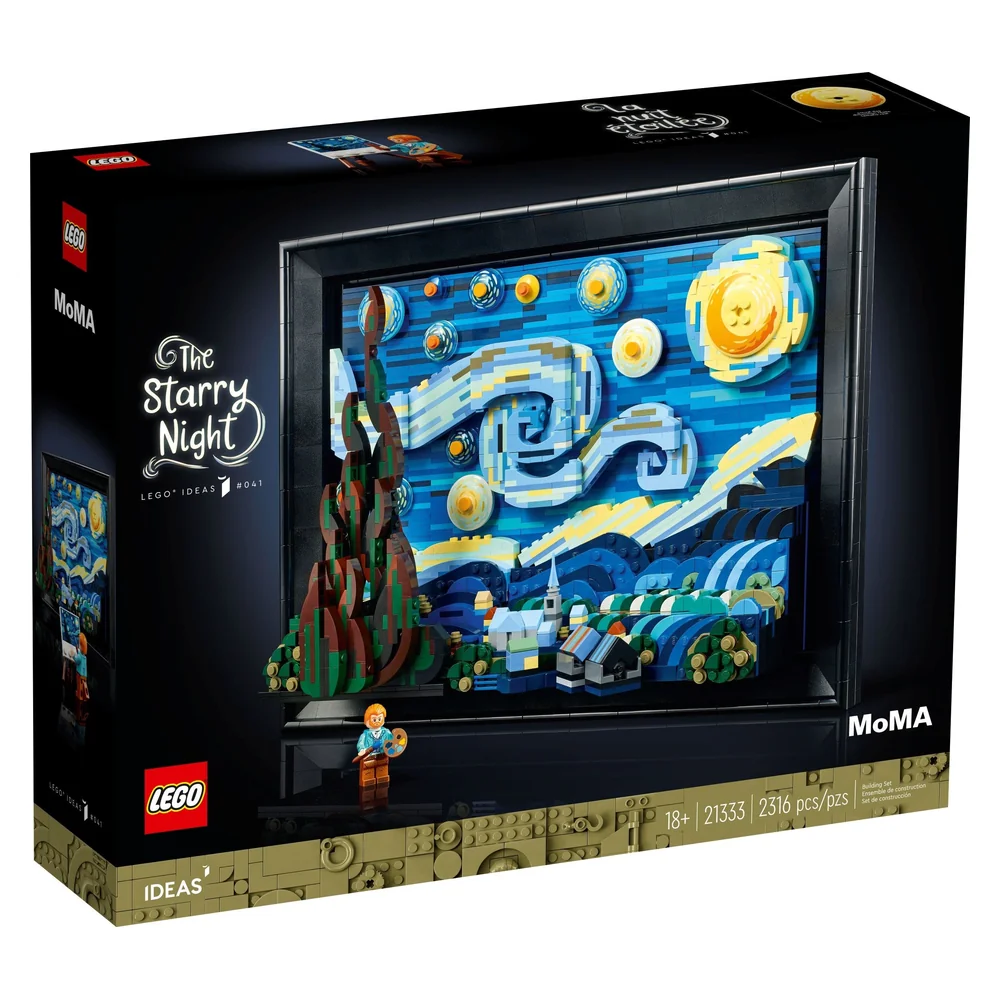 LEGO
La
nuit
étoilée
LEGO® IDEAS #041
LEGO
MoMA
The
Starry
Night
LEGO® IDEAS #041
MoMA
LEGO
18+ 21333 2316 pcs/pzs
Building Set
Ensemble de construction
Set de construcción
IDEAS
LEGO® IDEAS #041